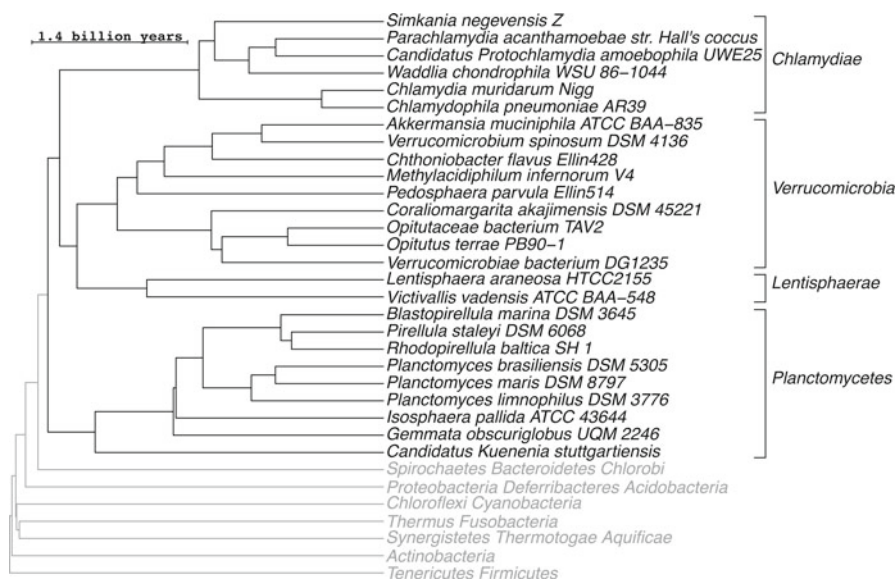 1.4 billion years
Simkania negevensis Z
Parachlamydia acanthamoebae str. Hall's coccus
Candidatus Protochlamydia amoebophila UWE25
Waddlia chondrophila WSU 86–1044
Chlamydia muridarum Nigg
Chlamydophila pneumoniae AR39
Chlamydiae
Akkermansia muciniphila ATCC BAA–835
Verrucomicrobium spinosum DSM 4136
Chthoniobacter flavus Ellin428
Methylacidiphilum infernorum V4
Pedosphaera parvula Ellin514
Coraliomargarita akajimensis DSM 45221
Opitutaceae bacterium TAV2
Opitutus terrae PB90–1
Verrucomicrobiae bacterium DG1235
Verrucomicrobia
Lentisphaera araneosa HTCC2155
Victivallis vadensis ATCC BAA–548
Lentisphaerae
Blastopirellula marina DSM 3645
Pirellula staleyi DSM 6068
Rhodopirellula baltica SH 1
Planctomyces brasiliensis DSM 5305
Planctomyces maris DSM 8797
Planctomyces limnophilus DSM 3776
Isosphaera pallida ATCC 43644
Gemmata obscuriglobus UQM 2246
Candidatus Kuenenia stuttgartiensis
Planctomycetes
Spirochaetes Bacteroidetes Chlorobi
Proteobacteria Deferribacteres Acidobacteria
Chloroflexi Cyanobacteria
Thermus Fusobacteria
Synergistetes Thermotogae Aquificae
Actinobacteria
Tenericutes Firmicutes